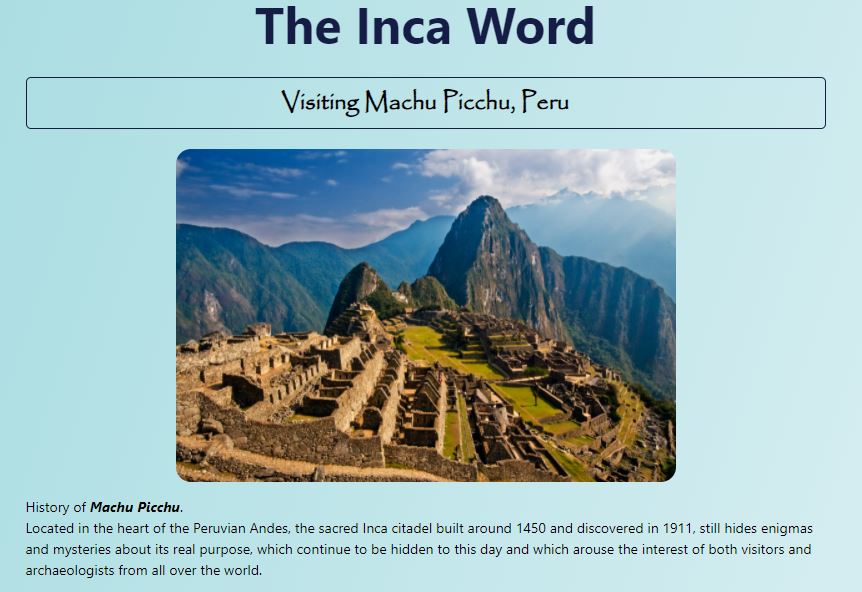 The Inca Word
Visiting Machu Picchu, Peru
History of Machu Picchu.
Located in the heart of the Peruvian Andes, the sacred Inca citadel built around 1450 and discovered in 1911, still hides enigmas
and mysteries about its real purpose, which continue to be hidden to this day and which arouse the interest of both visitors and
archaeologists from all over the world.